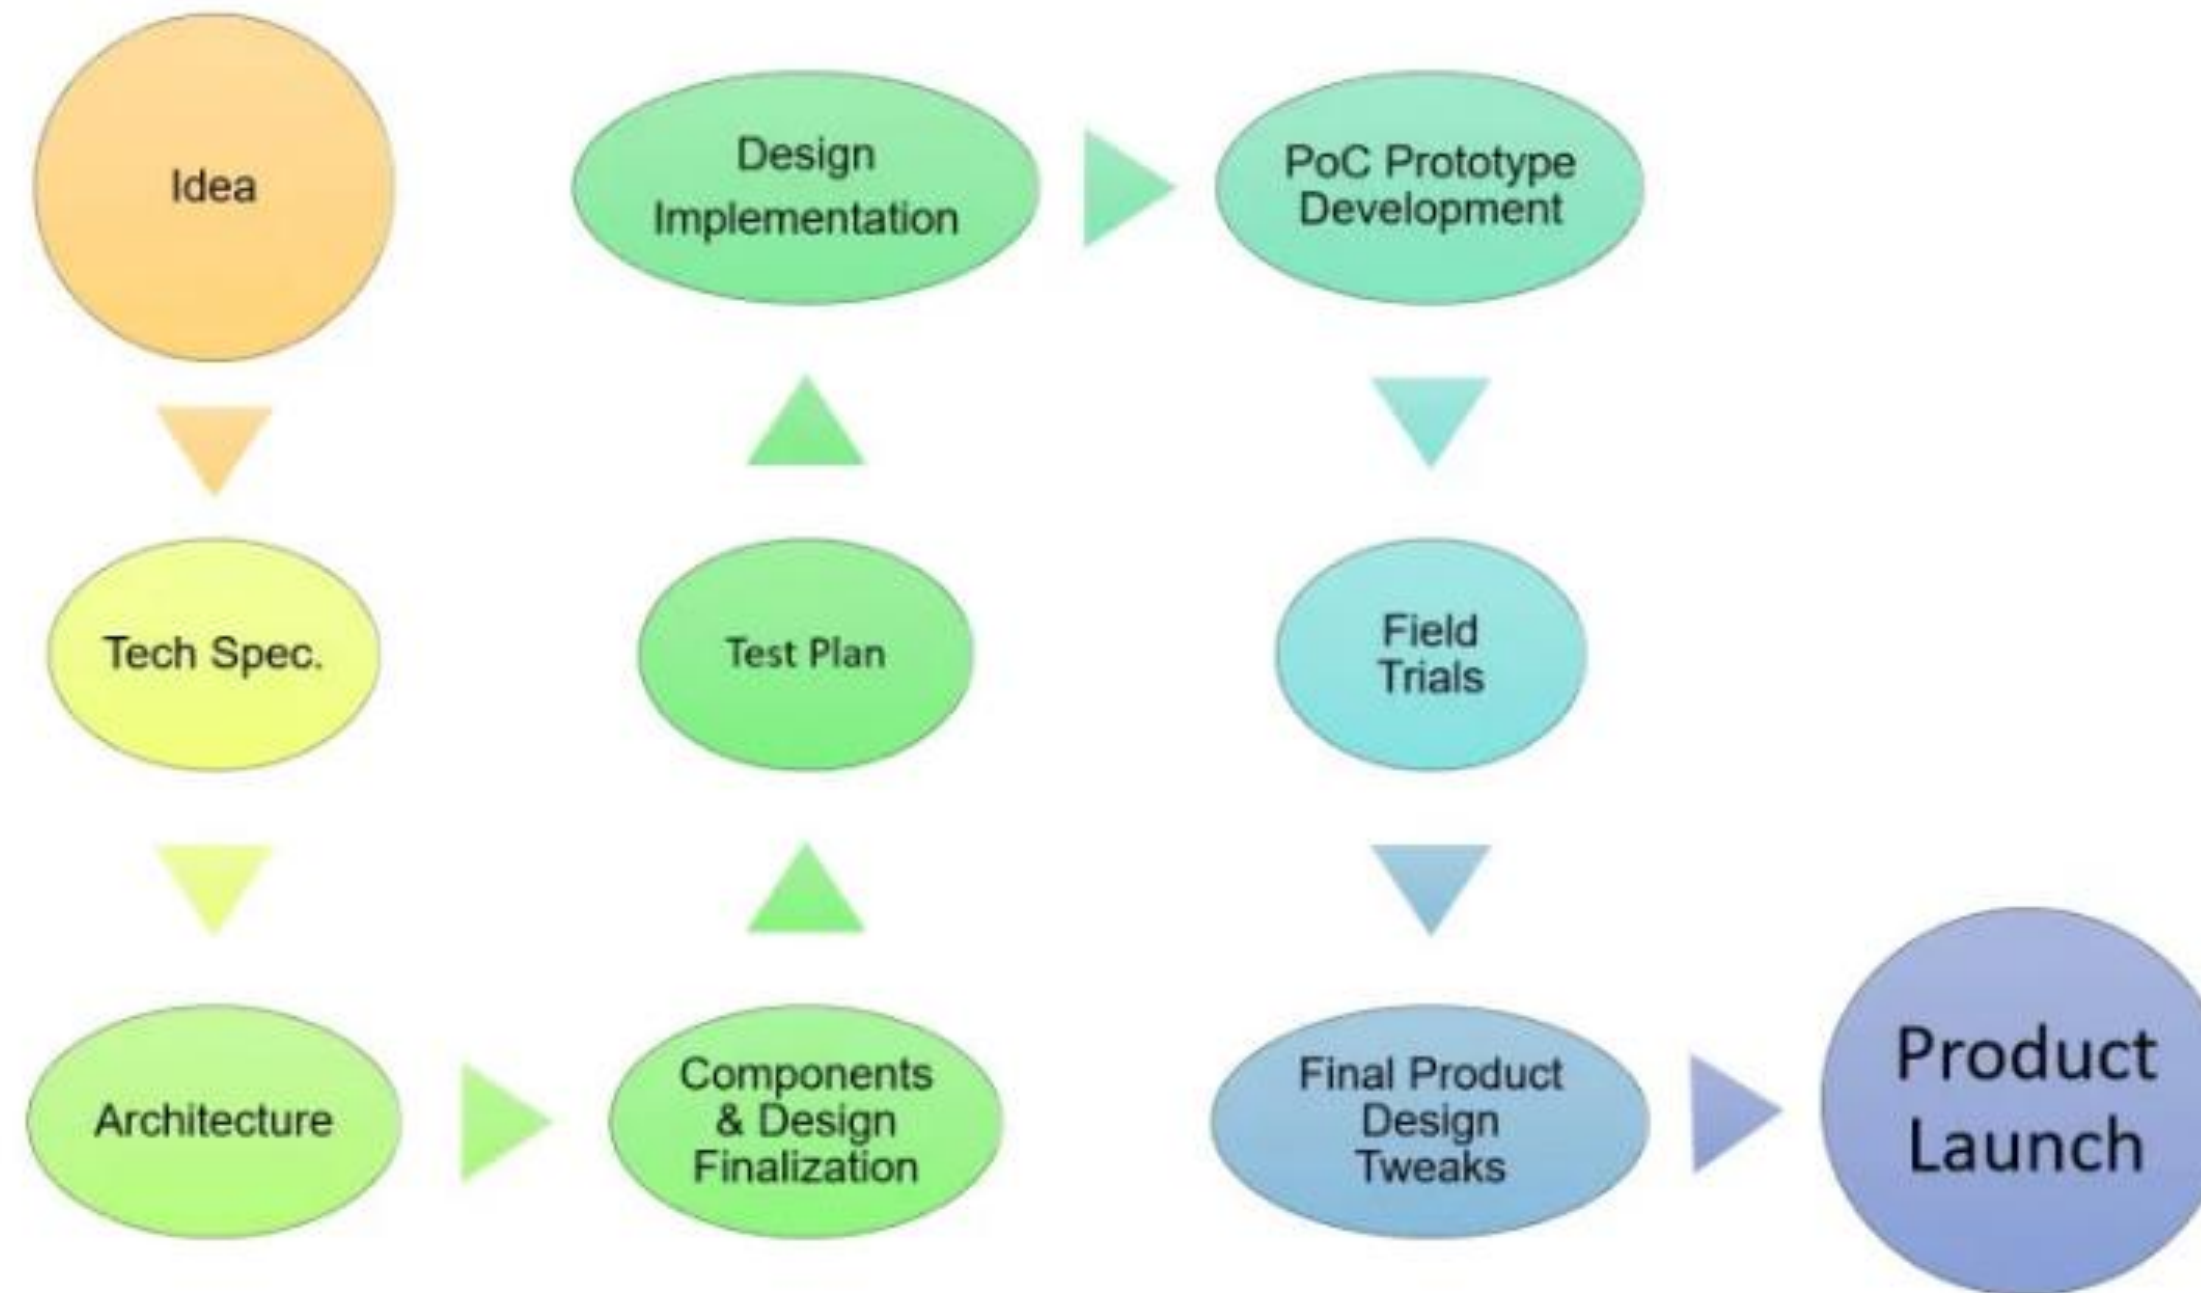 Idea
Tech Spec.
Architecture
Components
& Design
Finalization
Test Plan
Design
Implementation
PoC Prototype
Development
Field
Trials
Final Product
Design
Tweaks
Product
Launch